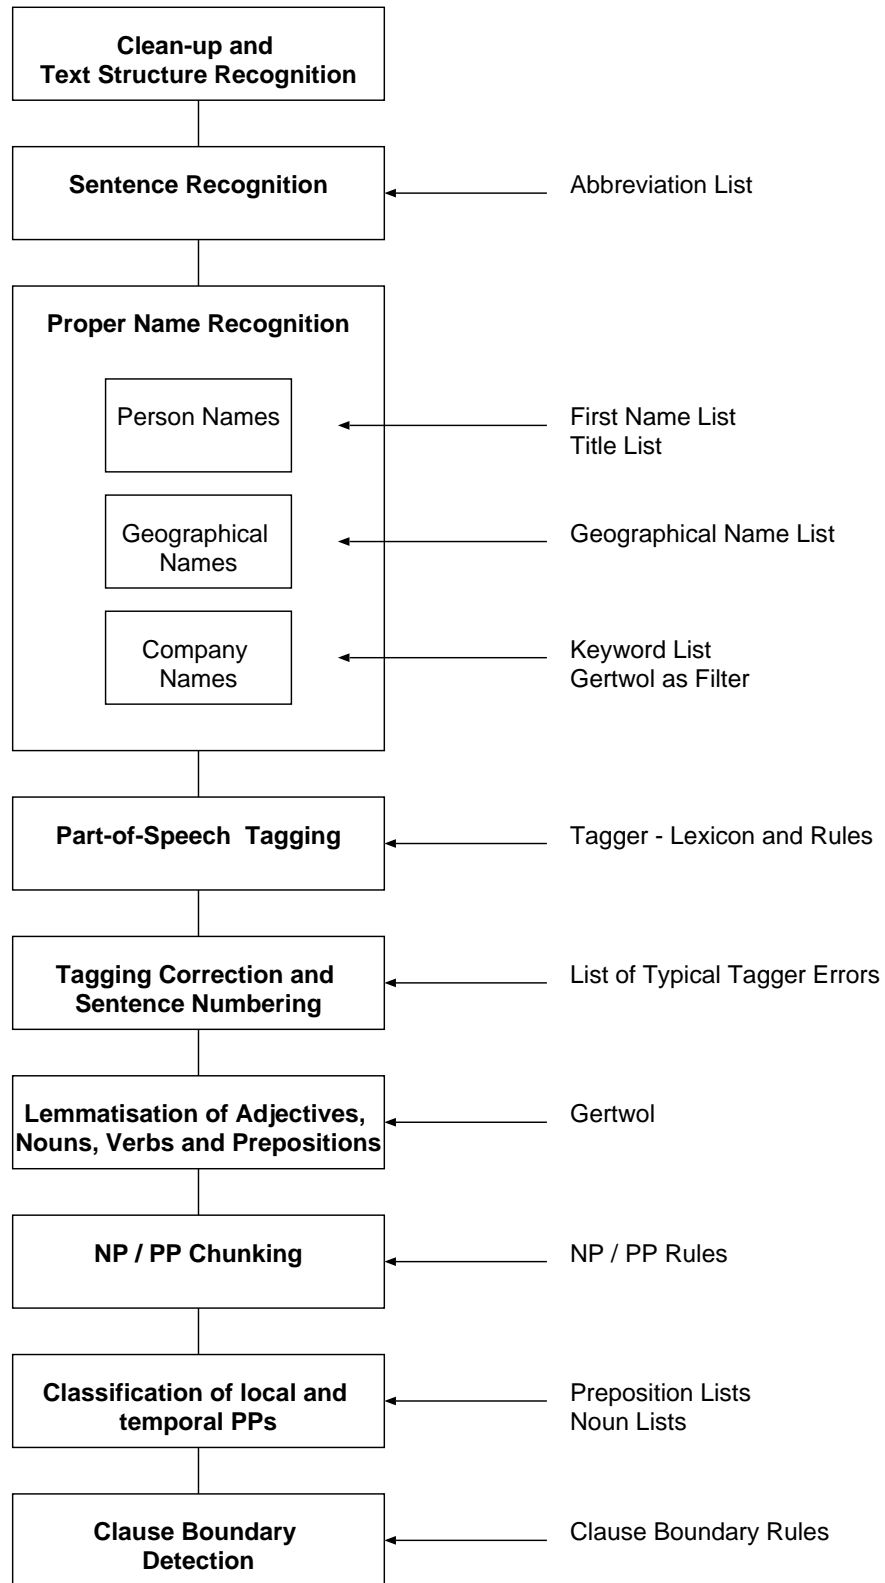 Clean-up and
Text Structure Recognition
Sentence Recognition
Abbreviation List
Proper Name Recognition
Person Names
First Name List
Title List
Geographical
Names
Geographical Name List
Company
Names
Keyword List
Gertwol as Filter
Part-of-Speech Tagging
Tagger - Lexicon and Rules
Tagging Correction and
Sentence Numbering
List of Typical Tagger Errors
Lemmatisation of Adjectives,
Nouns, Verbs and Prepositions
Gertwol
NP / PP Chunking
NP / PP Rules
Classification of local and
temporal PPs
Preposition Lists
Noun Lists
Clause Boundary
Detection
Clause Boundary Rules